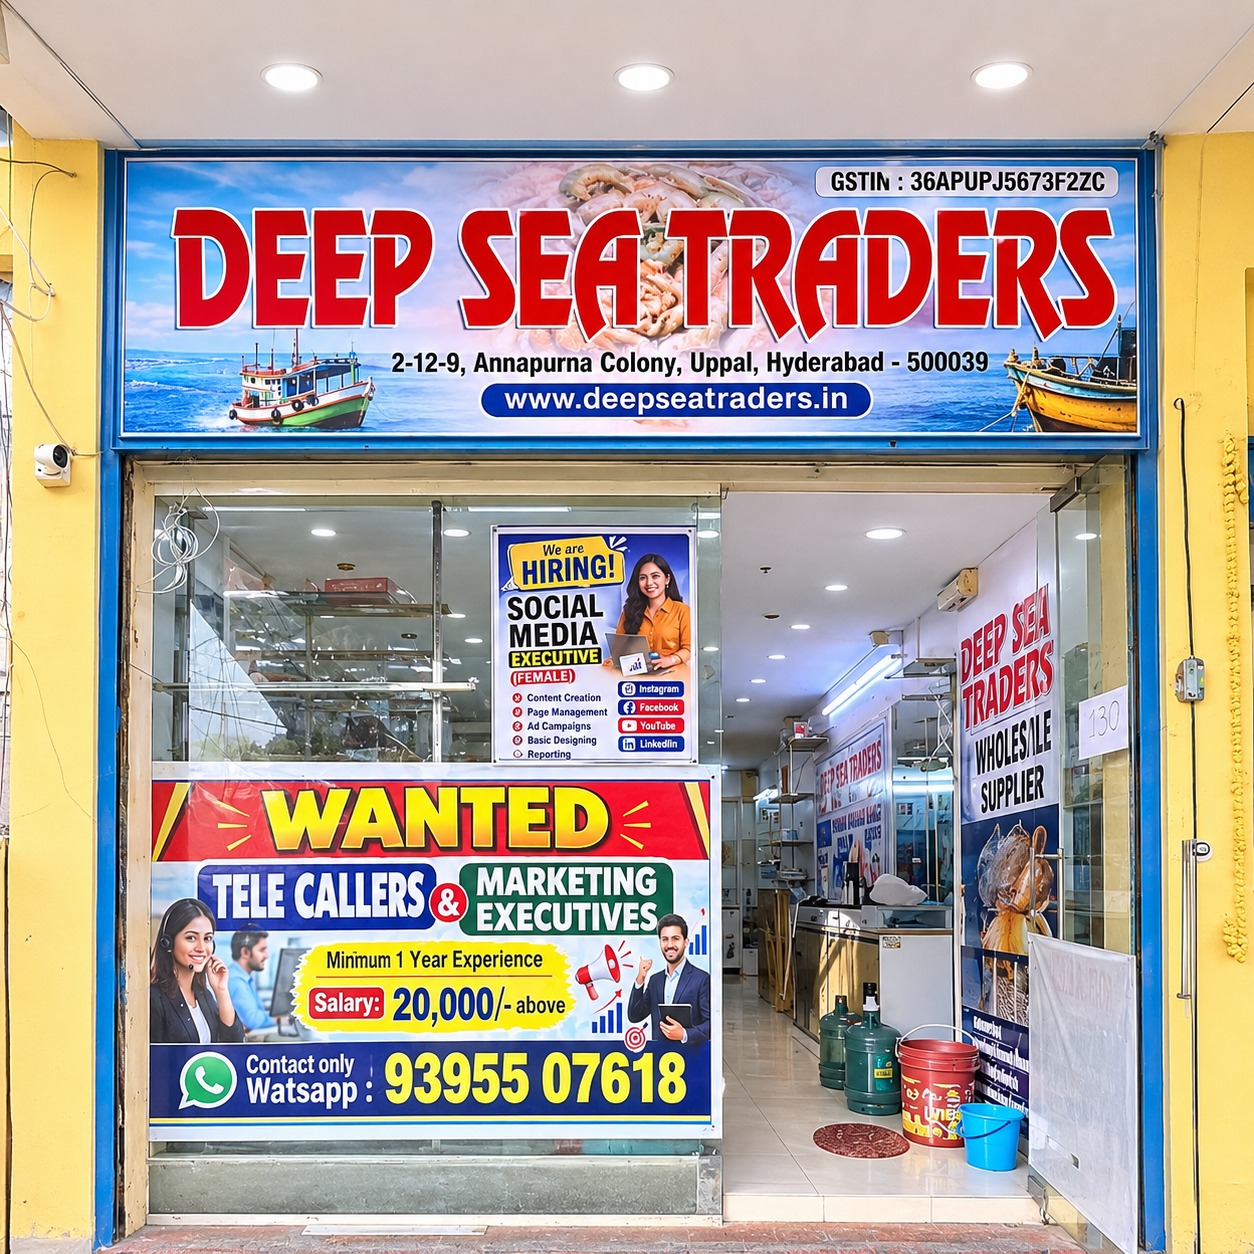 GSTIN : 36APUPJ5673F2ZC
DEEP SEA TRADERS
2-12-9, Annapurna Colony, Uppal, Hyderabad - 500039
www.deepseatraders.in
We are
HIRING!
SOCIAL
MEDIA
EXECUTIVE
(FEMALE)
Content Creation
Page Management
Ad Campaigns
Basic Designing
Reporting
Instagram
Facebook
YouTube
LinkedIn
WANTED
TELE CALLERS & MARKETING EXECUTIVES
Minimum 1 Year Experience
Salary: 20,000/- above
Contact only
Watsapp : 93955 07618
DEEP SEA
TRADERS
WHOLESALE
SUPPLIER
130
DEEP SEA TRADERS